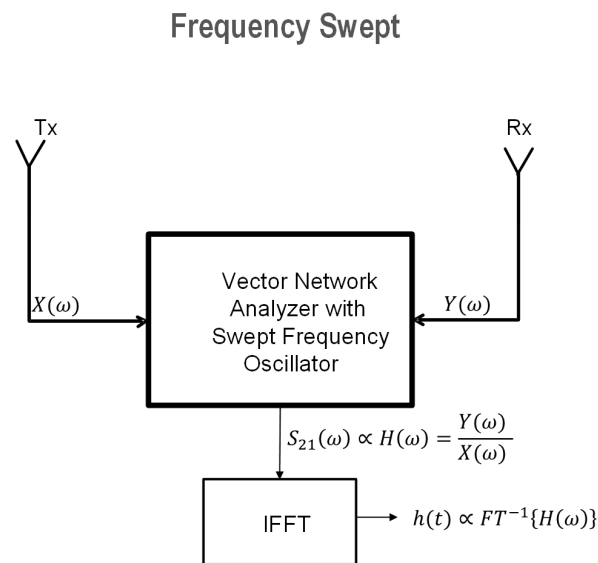 Frequency Swept
Tx
Rx
Vector Network
Analyzer with
Swept Frequency
Oscillator
X(ω)
Y(ω)
S₂₁(ω) ∝ H(ω) = Y(ω)/X(ω)
IFFT
h(t) ∝ FT⁻¹{H(ω)}